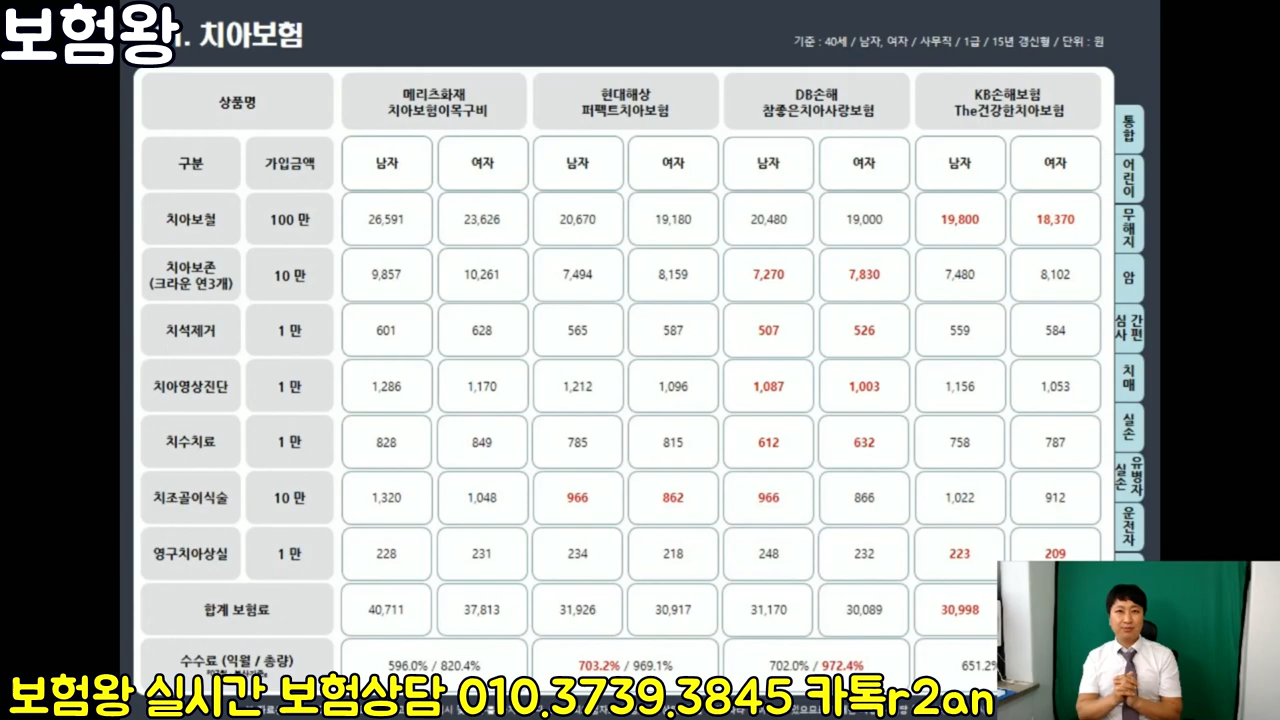 보험왕
1. 치아보험
기준 : 40세 / 남자, 여자 / 사무직 / 1급 / 15년 갱신형 / 단위 : 원
상품명 메리츠화재 치아보험이목구비 현대해상 퍼펙트치아보험 DB손해 참좋은치아사랑보험 KB손해보험 The건강한치아보험
구분 가입금액 남자 여자 남자 여자 남자 여자 남자 여자
치아보철 100 만 26,591 23,626 20,670 19,180 20,480 19,000 19,800 18,370
치아보존 (크라운 연3개) 10 만 9,857 10,261 7,494 8,159 7,270 7,830 7,480 8,102
치석제거 1 만 601 628 565 587 507 526 559 584
치아영상진단 1 만 1,286 1,170 1,212 1,096 1,087 1,003 1,156 1,053
치수치료 1 만 828 849 785 815 612 632 758 787
치조골이식술 10 만 1,320 1,048 966 862 966 866 1,022 912
영구치아상실 1 만 228 231 234 218 248 232 223 209
합계 보험료 40,711 37,813 31,926 30,917 31,170 30,089 30,998
수수료 (익월 / 총량) 596.0% / 820.4% 703.2% / 969.1% 702.0% / 972.4% 651.2%
통합
어린이
무해지
암
간편심사
치매
실손
유병자실손
운전자
보험왕 실시간 보험상담 010.3739.3845 카톡r2an